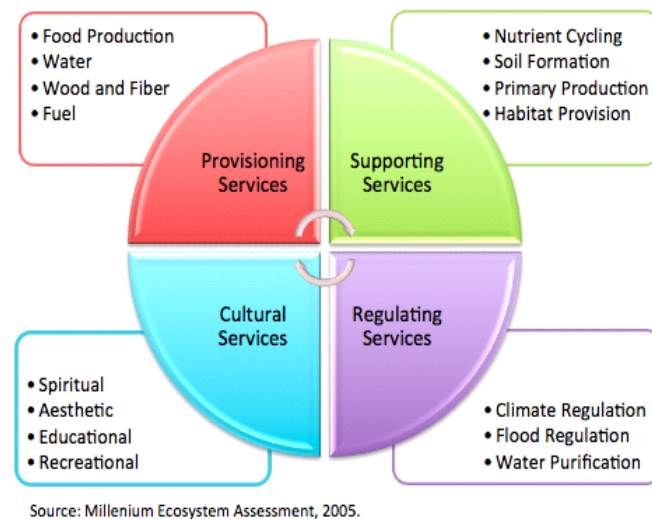 • Food Production
• Water
• Wood and Fiber
• Fuel
• Nutrient Cycling
• Soil Formation
• Primary Production
• Habitat Provision
Provisioning
Services
Supporting
Services
Cultural
Services
Regulating
Services
• Spiritual
• Aesthetic
• Educational
• Recreational
• Climate Regulation
• Flood Regulation
• Water Purification
Source: Millenium Ecosystem Assessment, 2005.